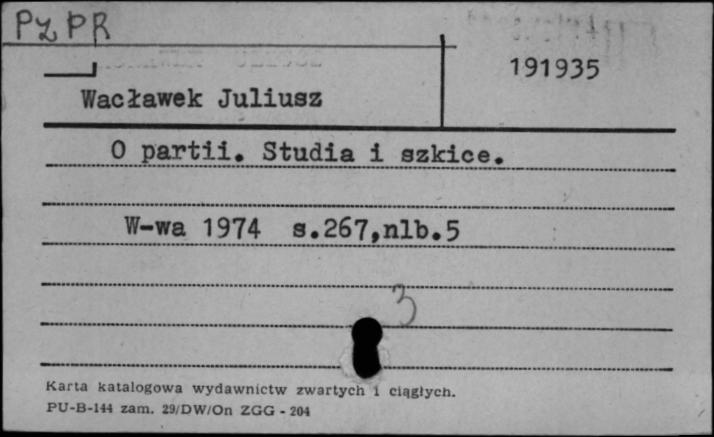 PZPR
191935
Wacławek Juliusz
O partii. Studia i szkice.
W-wa 1974 s.267,nlb.5
3
Karta katalogowa wydawnictw zwartych i ciągłych.
PU-B-144 zam. 29/DW/On ZGG - 204